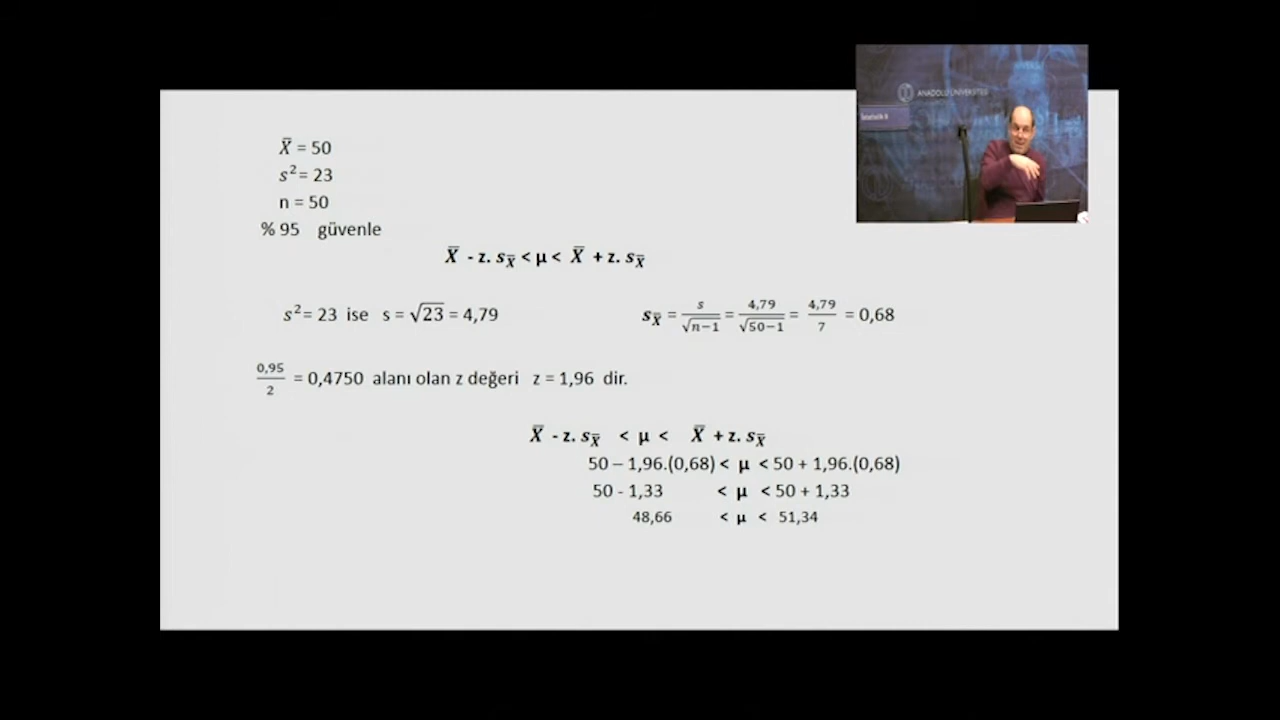 ANADOLU ÜNİVERSİTESİ
İstatistik II
X̄ = 50
s² = 23
n = 50
% 95 güvenle
X̄ - z. s_X̄ < μ < X̄ + z. s_X̄
s² = 23 ise s = √23 = 4,79
s_X̄ = s/√n−1 = 4,79/√50−1 = 4,79/7 = 0,68
0,95/2 = 0,4750 alanı olan z değeri z = 1,96 dir.
X̄ - z. s_X̄ < μ < X̄ + z. s_X̄
50 – 1,96.(0,68) < μ < 50 + 1,96.(0,68)
50 - 1,33 < μ < 50 + 1,33
48,66 < μ < 51,34